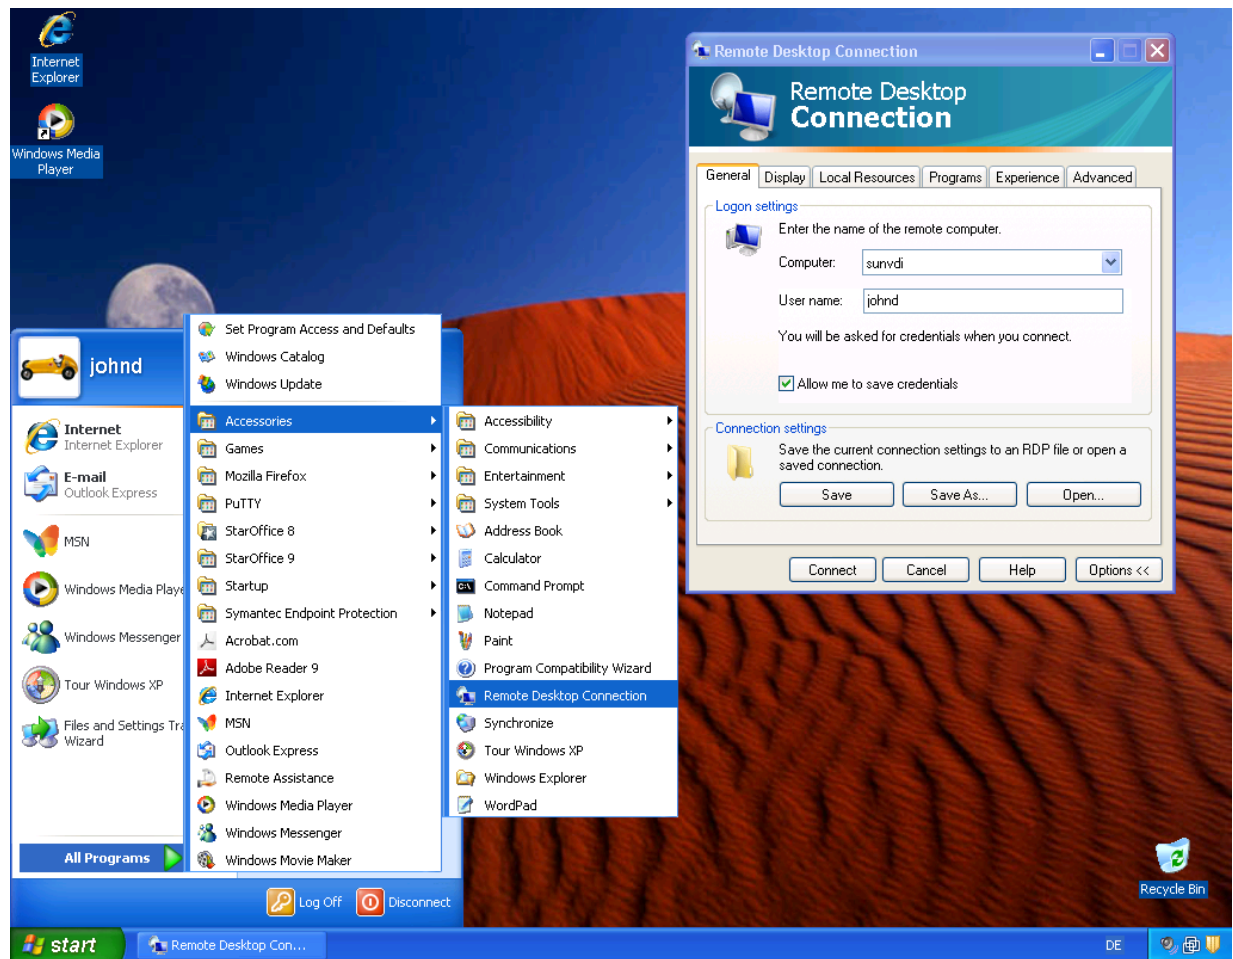 Internet
Explorer
Windows Media
Player
Remote Desktop Connection
Remote Desktop
Connection
General
Display
Local Resources
Programs
Experience
Advanced
Logon settings
Enter the name of the remote computer.
Computer:
sunvdi
User name:
johnd
You will be asked for credentials when you connect.
Allow me to save credentials
Connection settings
Save the current connection settings to an RDP file or open a
saved connection.
Save
Save As...
Open...
Connect
Cancel
Help
Options <<
johnd
Internet
Internet Explorer
E-mail
Outlook Express
MSN
Windows Media Playe
Windows Messenger
Tour Windows XP
Files and Settings Tra
Wizard
All Programs
Set Program Access and Defaults
Windows Catalog
Windows Update
Accessories
Games
Mozilla Firefox
PuTTY
StarOffice 8
StarOffice 9
Startup
Symantec Endpoint Protection
Acrobat.com
Adobe Reader 9
Internet Explorer
MSN
Outlook Express
Remote Assistance
Windows Media Player
Windows Messenger
Windows Movie Maker
Accessibility
Communications
Entertainment
System Tools
Address Book
Calculator
Command Prompt
Notepad
Paint
Program Compatibility Wizard
Remote Desktop Connection
Synchronize
Tour Windows XP
Windows Explorer
WordPad
Log Off
Disconnect
Recycle Bin
start
Remote Desktop Con...
DE